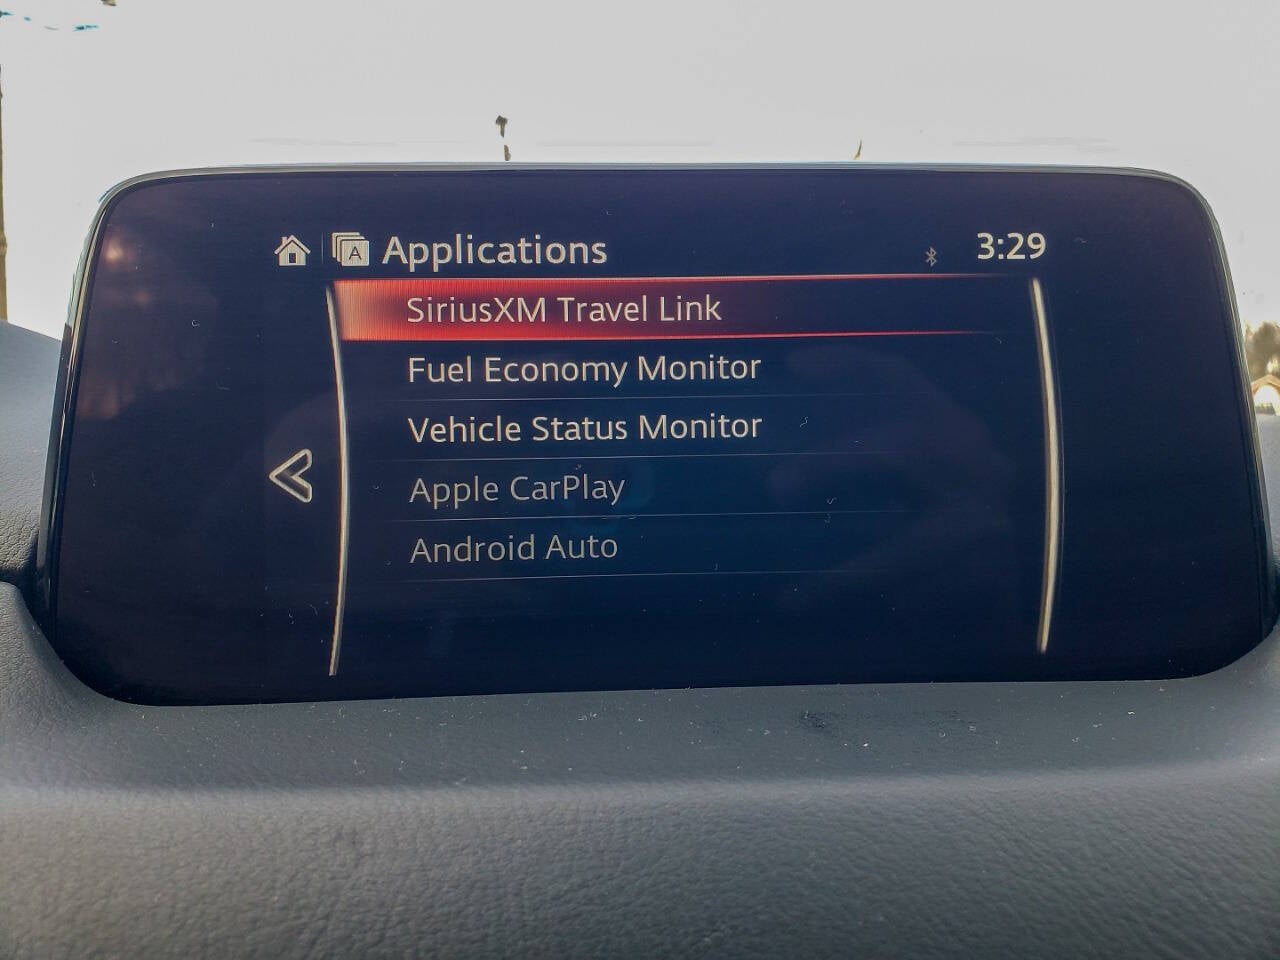 Applications
3:29
SiriusXM Travel Link
Fuel Economy Monitor
Vehicle Status Monitor
Apple CarPlay
Android Auto